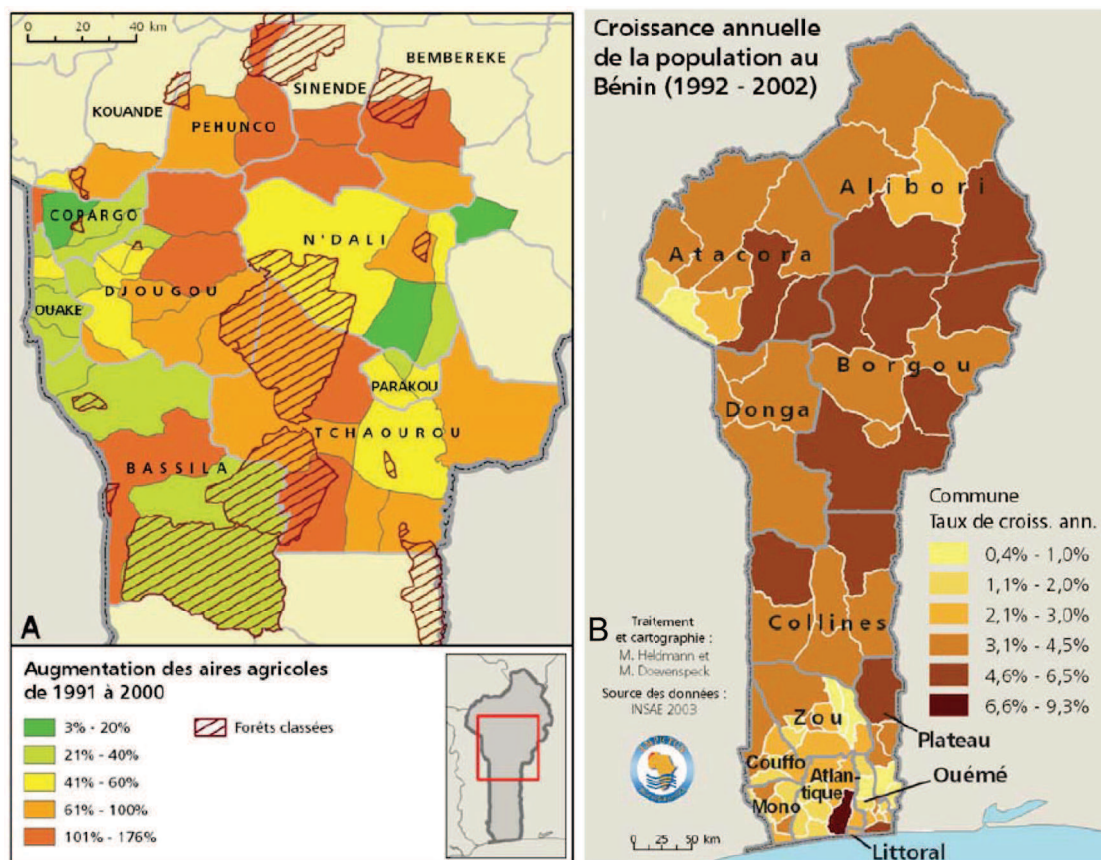 0 20 40 km
BEMBEREKE
SINENDE
KOUANDE
PEHUNCO
COPARGO
N'DALI
DJOUGOU
OUAKE
PARAKOU
TCHAOUROU
BASSILA
A
Augmentation des aires agricoles
de 1991 à 2000
3% - 20%
21% - 40%
41% - 60%
61% - 100%
101% - 176%
Forêts classées
Croissance annuelle
de la population au
Bénin (1992 - 2002)
Alibori
Atacora
Borgou
Donga
Commune
Taux de croiss. ann.
0,4% - 1,0%
1,1% - 2,0%
2,1% - 3,0%
3,1% - 4,5%
4,6% - 6,5%
6,6% - 9,3%
B
Collines
Traitement
et cartographie :
M. Heldmann et
M. Doevenspeck
Source des données :
INSAE 2003
Zou
Plateau
Couffo
Atlan-
tique
Ouémé
Mono
Littoral
0 25 50 km